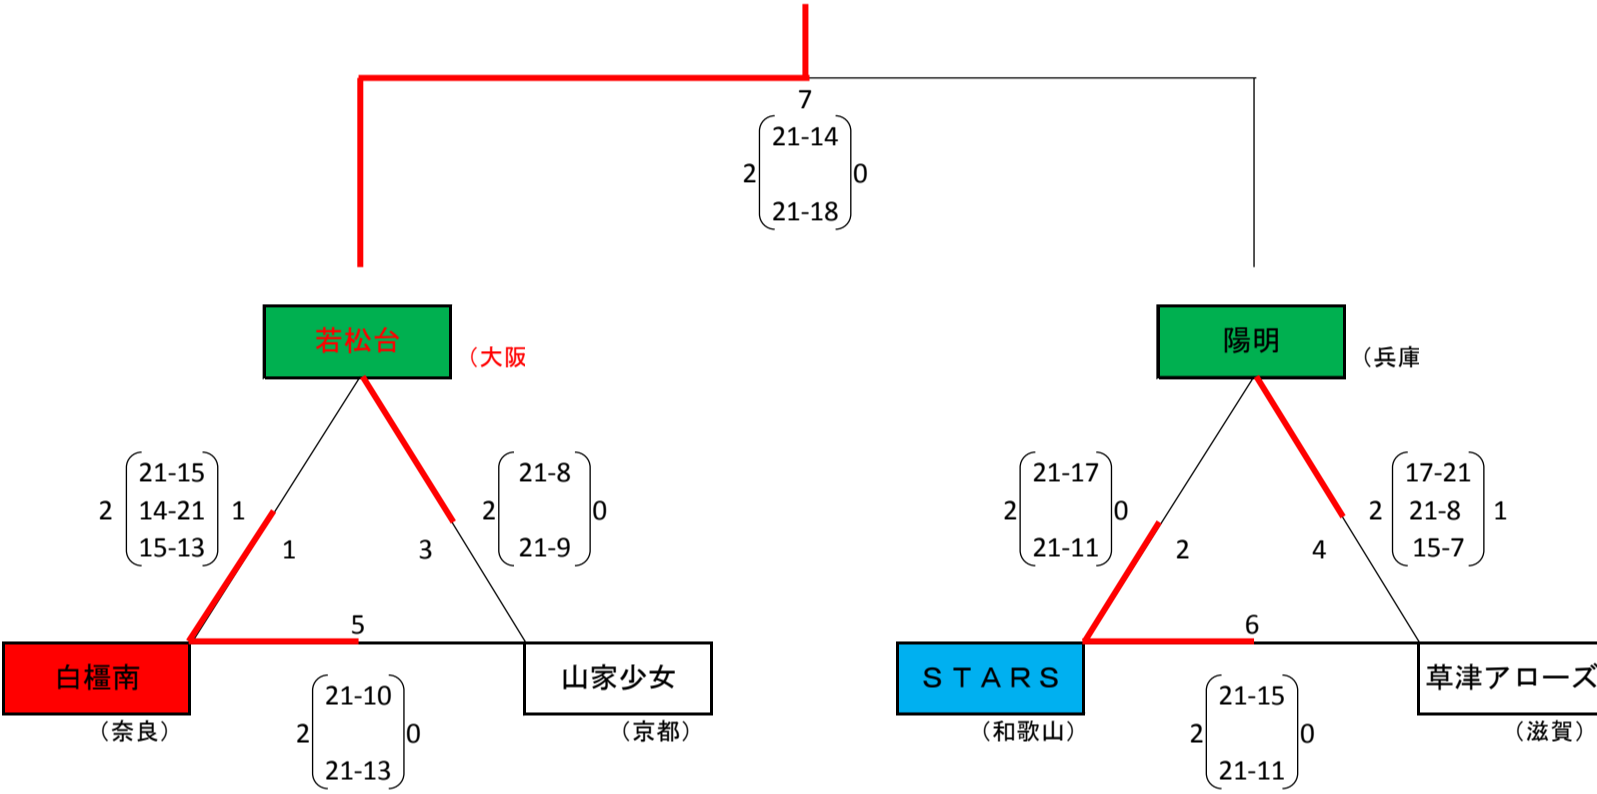 7
21-14
2 0
21-18
若松台
(大阪
陽明
(兵庫
21-15
2 14-21 1
15-13
1
21-8
2 0
21-9
3
21-17
2 0
21-11
2
17-21
2 21-8 1
15-7
4
5
6
白橿南
(奈良)
山家少女
(京都)
ＳＴＡＲＳ
(和歌山)
草津アローズ
(滋賀)
21-10
2 0
21-13
21-15
2 0
21-11